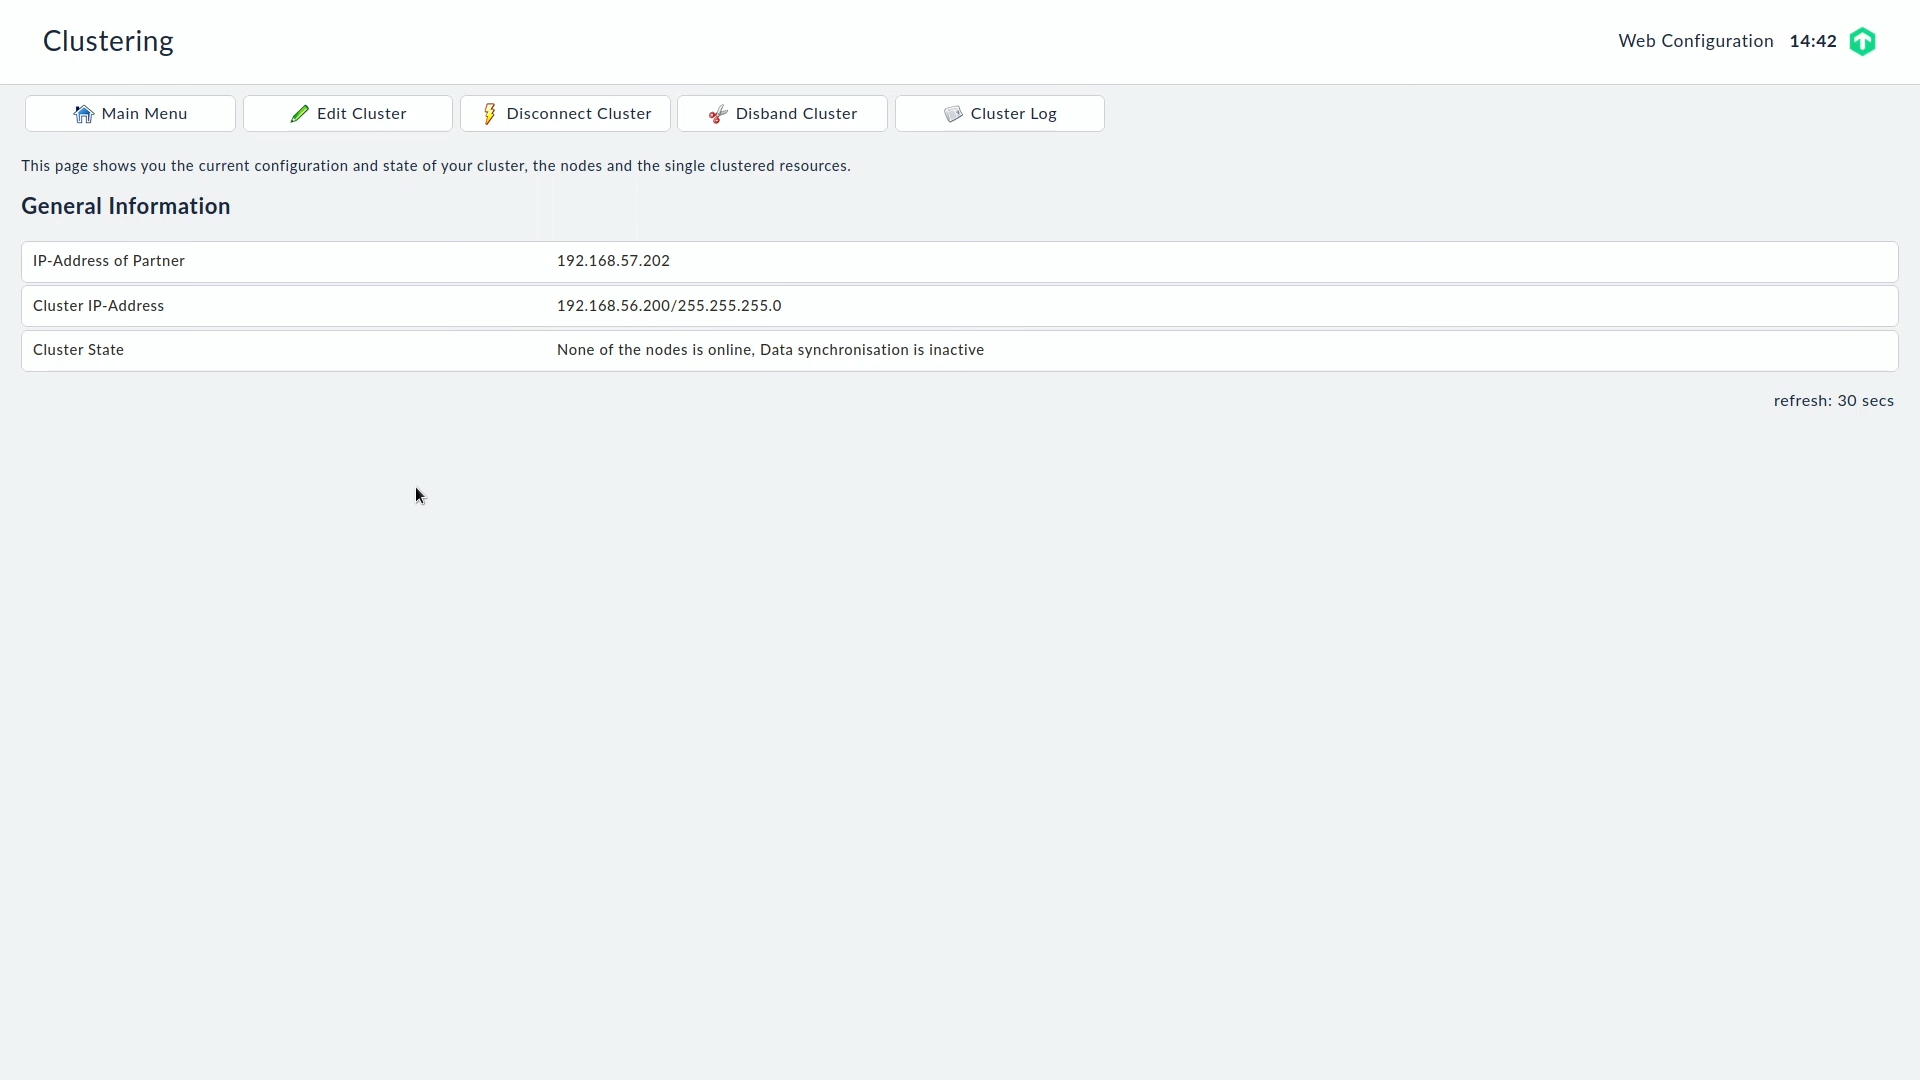 Clustering
Web Configuration 14:42
Main Menu Edit Cluster Disconnect Cluster Disband Cluster Cluster Log
This page shows you the current configuration and state of your cluster, the nodes and the single clustered resources.
General Information
IP-Address of Partner 192.168.57.202
Cluster IP-Address 192.168.56.200/255.255.255.0
Cluster State None of the nodes is online, Data synchronisation is inactive
refresh: 30 secs